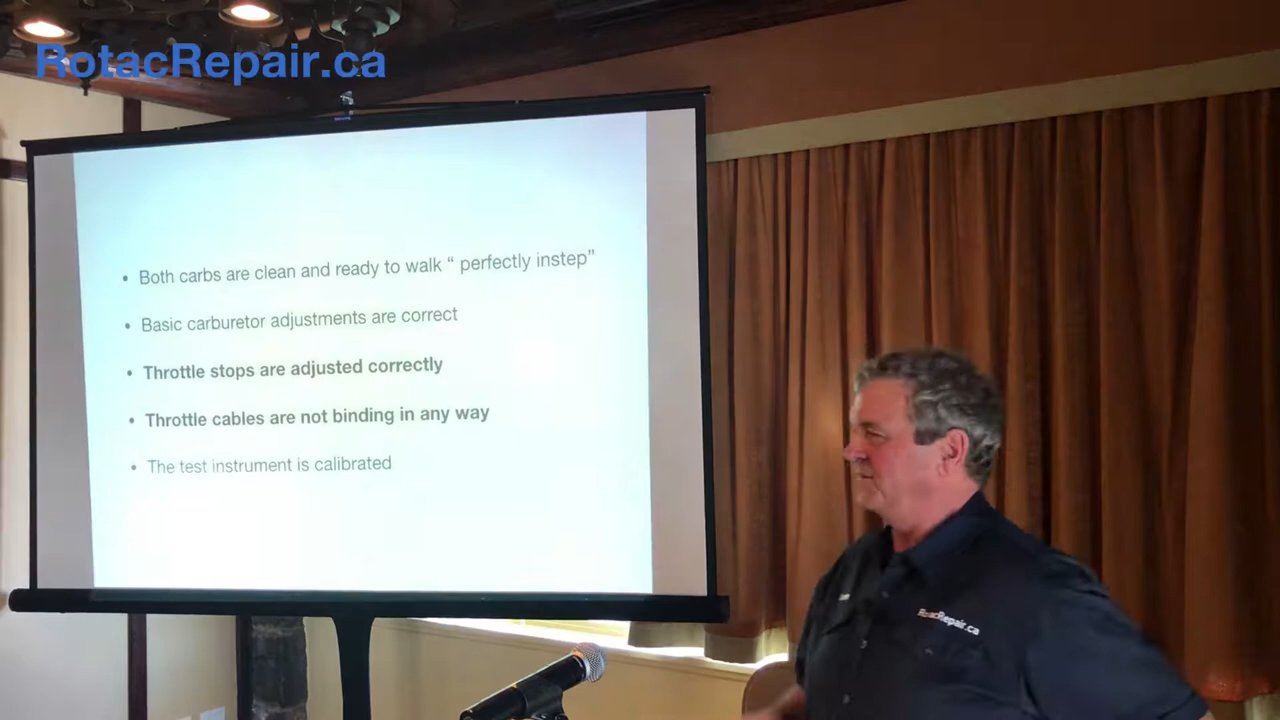 RotacRepair.ca
• Both carbs are clean and ready to walk “ perfectly instep”
• Basic carburetor adjustments are correct
• Throttle stops are adjusted correctly
• Throttle cables are not binding in any way
• The test instrument is calibrated
RotacRepair.ca